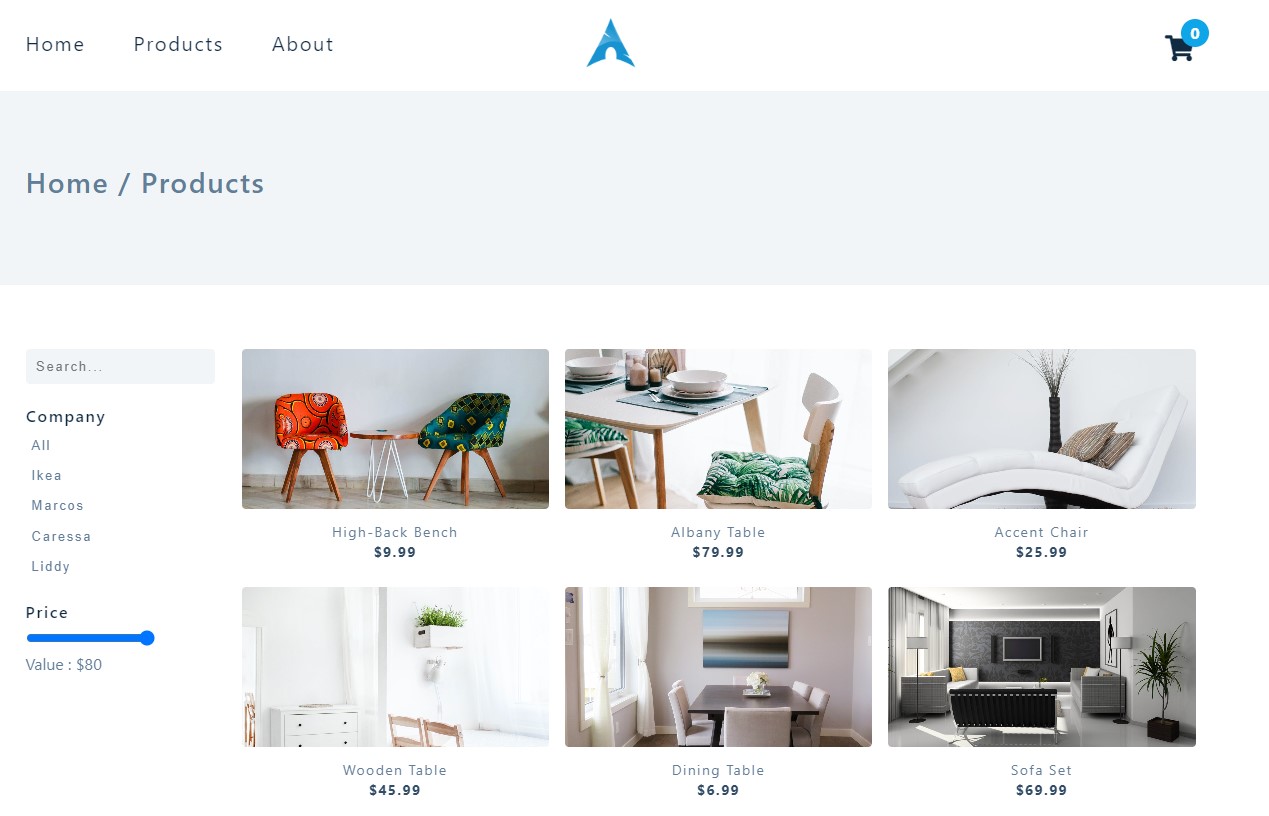 Home Products About
0
Home / Products
Search...
Company
All
Ikea
Marcos
Caressa
Liddy
Price
Value : $80
High-Back Bench
$9.99
Albany Table
$79.99
Accent Chair
$25.99
Wooden Table
$45.99
Dining Table
$6.99
Sofa Set
$69.99